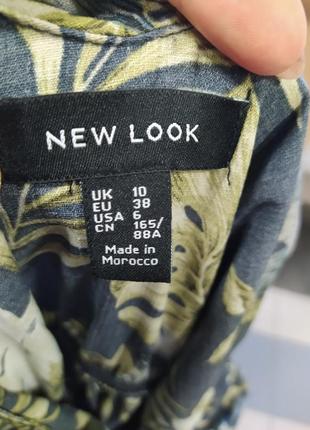 NEW LOOK
UK 10
EU 38
USA 6
CN 165/
88A
Made in
Morocco